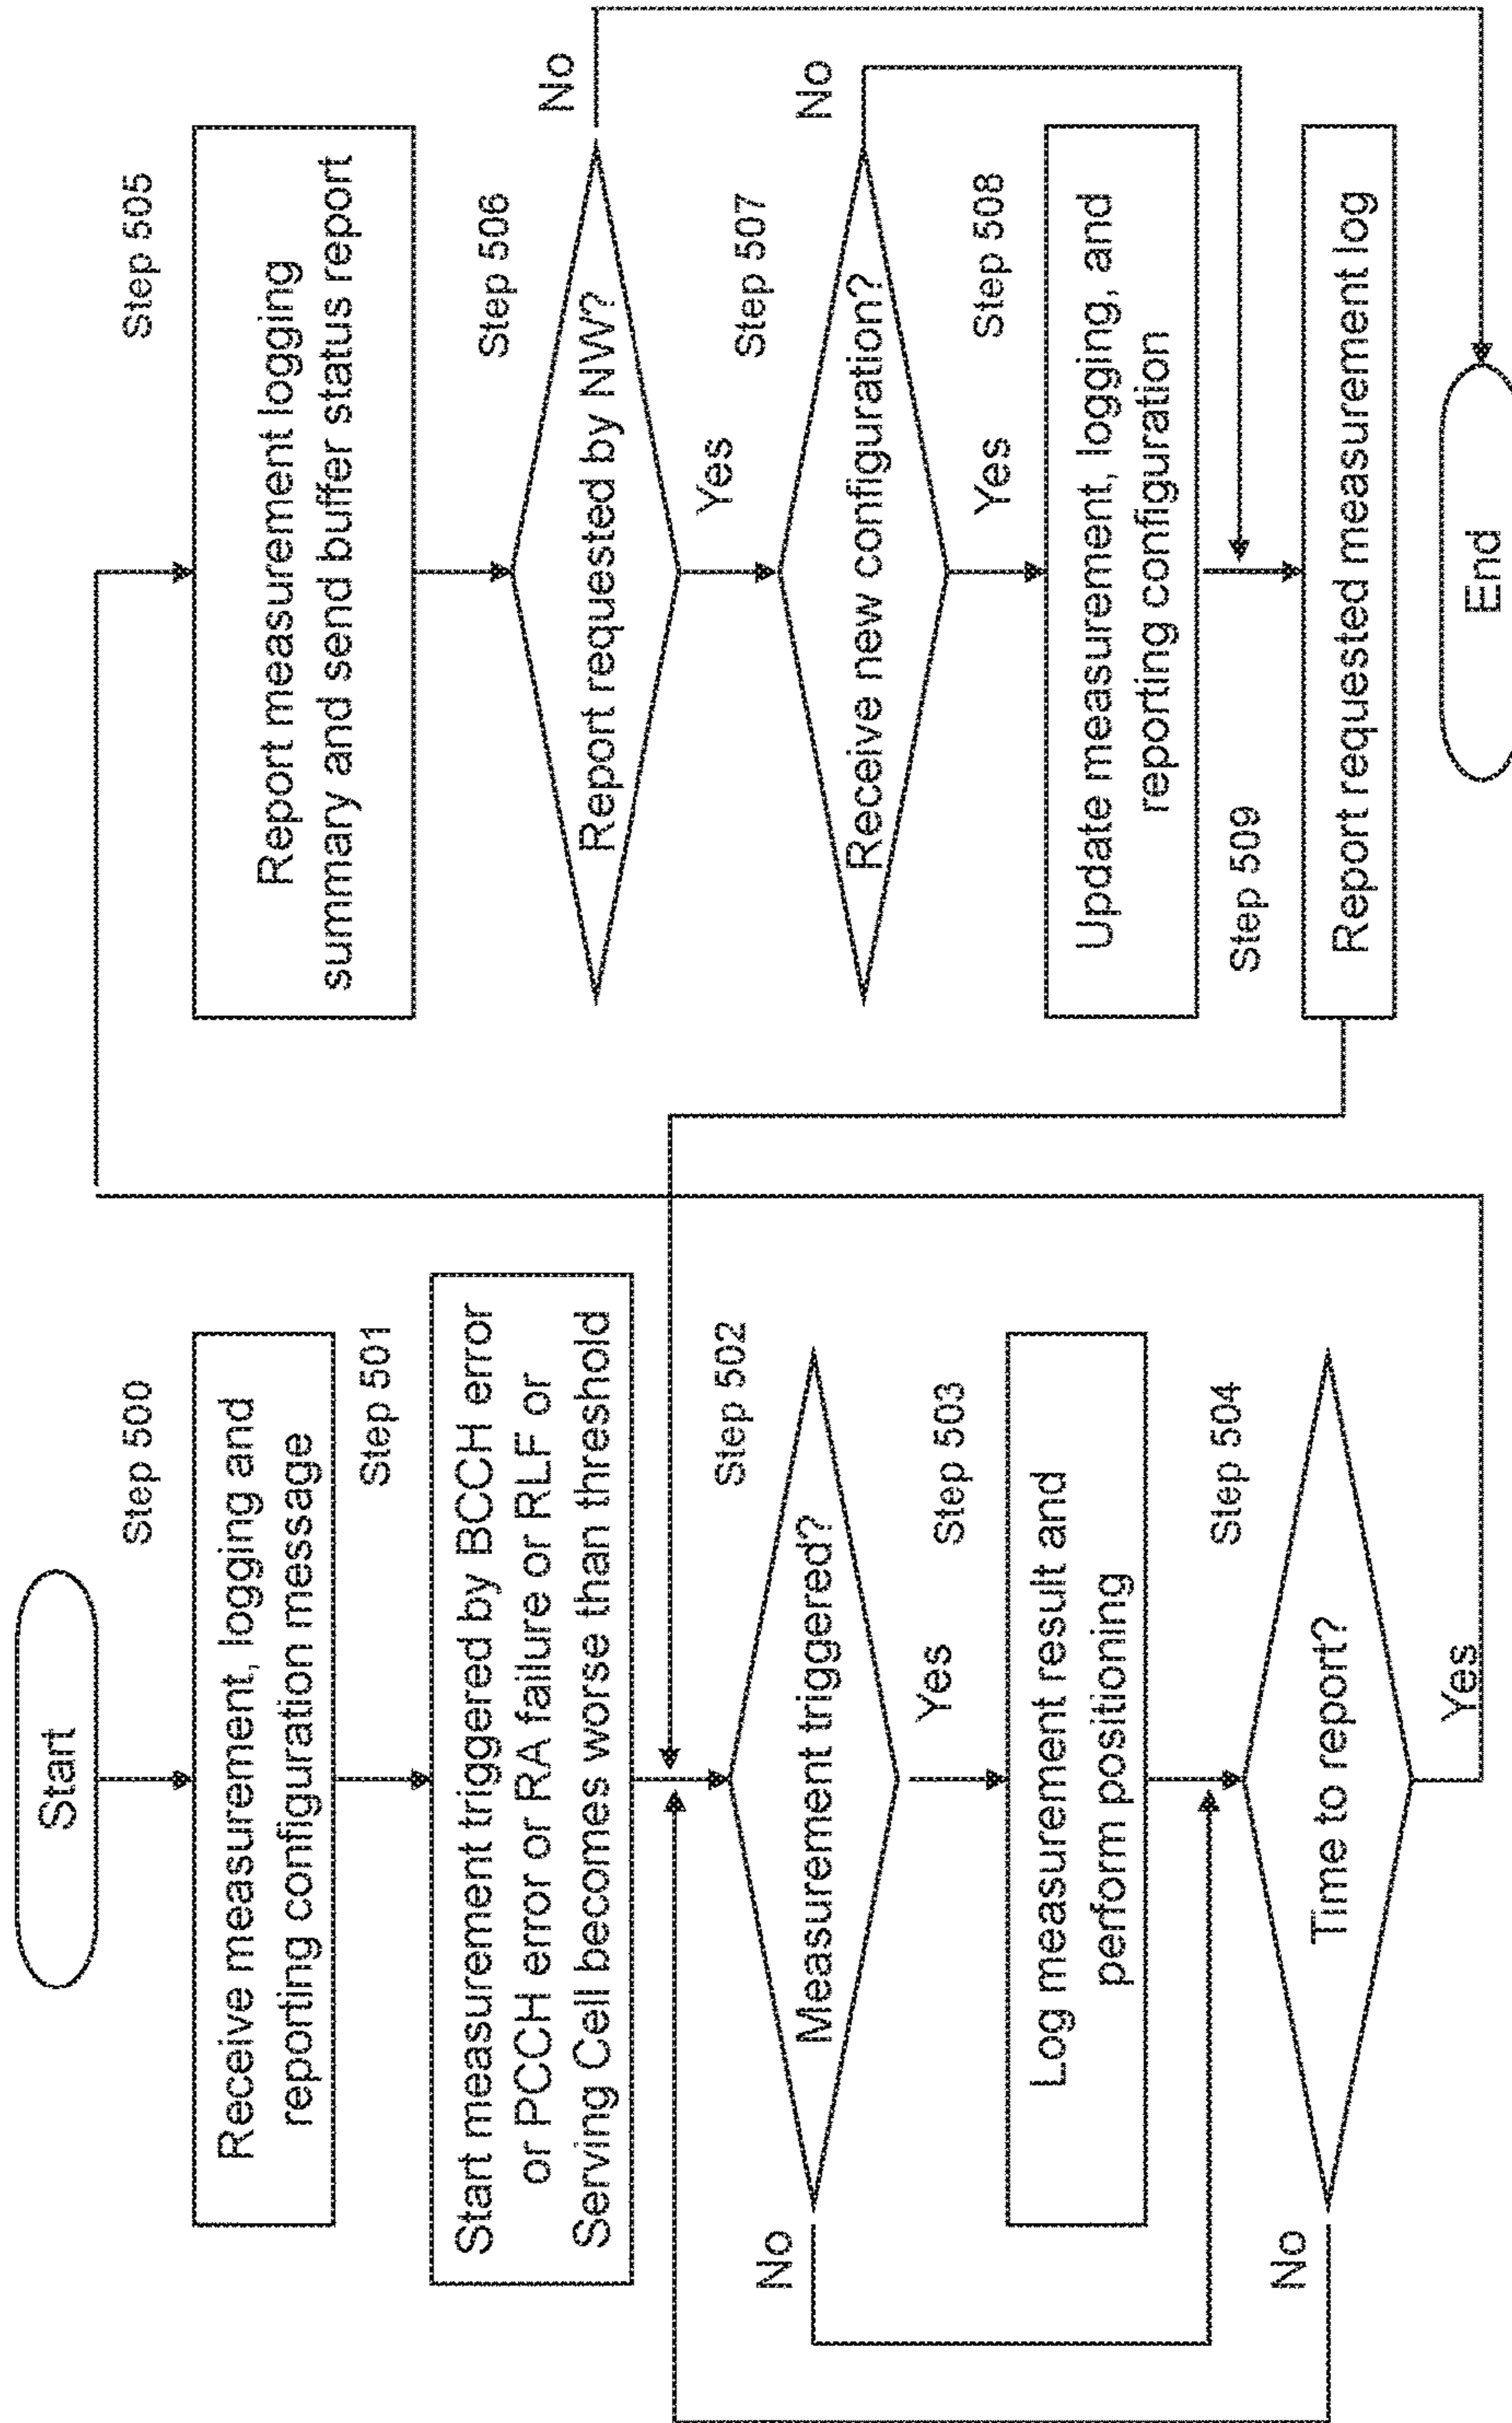 Start
Step 500
Receive measurement, logging and
reporting configuration message
Step 501
Start measurement triggered by BCCH error
or PCCH error or RA failure or RLF or
Serving Cell becomes worse than threshold
Step 502
Measurement triggered?
No
Yes
Step 503
Log measurement result and
perform positioning
Step 504
Time to report?
No
Yes
Step 505
Report measurement logging
summary and send buffer status report
Step 506
Report requested by NW?
No
Yes
Step 507
Receive new configuration?
No
Yes
Step 508
Update measurement, logging, and
reporting configuration
Step 509
Report requested measurement log
End